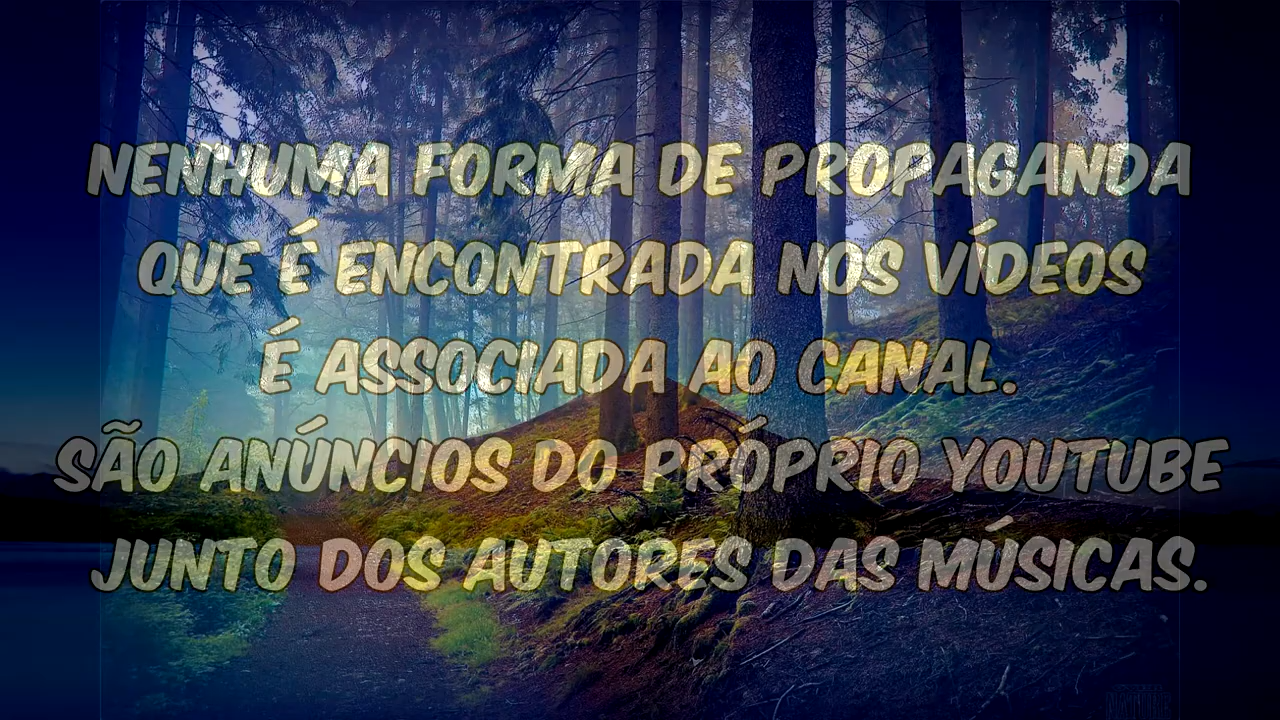 NENHUMA FORMA DE PROPAGANDA
QUE É ENCONTRADA NOS VÍDEOS
É ASSOCIADA AO CANAL.
SÃO ANÚNCIOS DO PRÓPRIO YOUTUBE
JUNTO DOS AUTORES DAS MÚSICAS.